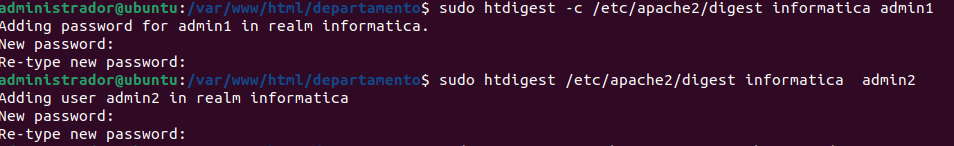 administrador@ubuntu:/var/www/html/departamento$ sudo htdigest -c /etc/apache2/digest informatica admin1
Adding password for admin1 in realm informatica.
New password:
Re-type new password:
administrador@ubuntu:/var/www/html/departamento$ sudo htdigest /etc/apache2/digest informatica  admin2
Adding user admin2 in realm informatica
New password:
Re-type new password: